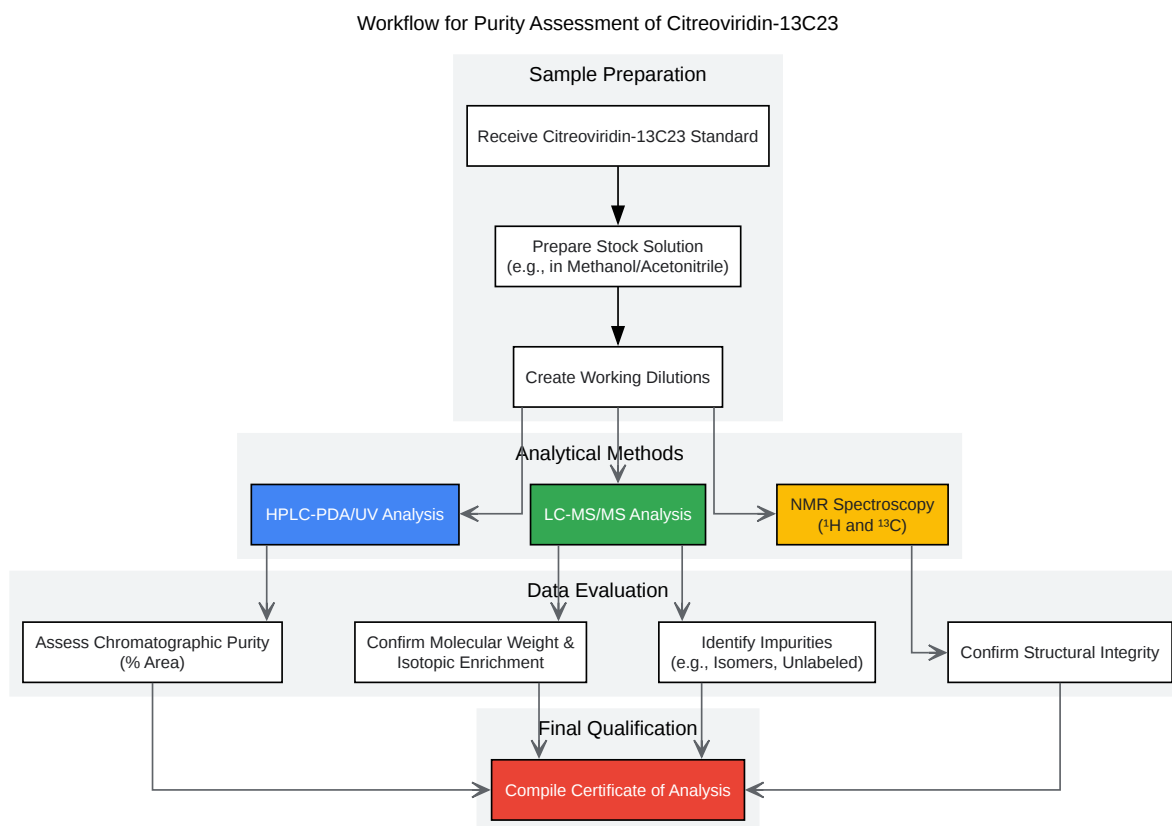 Workflow for Purity Assessment of Citreoviridin-13C23
Sample Preparation
Receive Citreoviridin-13C23 Standard
Prepare Stock Solution
(e.g., in Methanol/Acetonitrile)
Create Working Dilutions
Analytical Methods
HPLC-PDA/UV Analysis
LC-MS/MS Analysis
NMR Spectroscopy
(¹H and ¹³C)
Data Evaluation
Assess Chromatographic Purity
(% Area)
Confirm Molecular Weight &
Isotopic Enrichment
Identify Impurities
(e.g., Isomers, Unlabeled)
Confirm Structural Integrity
Final Qualification
Compile Certificate of Analysis